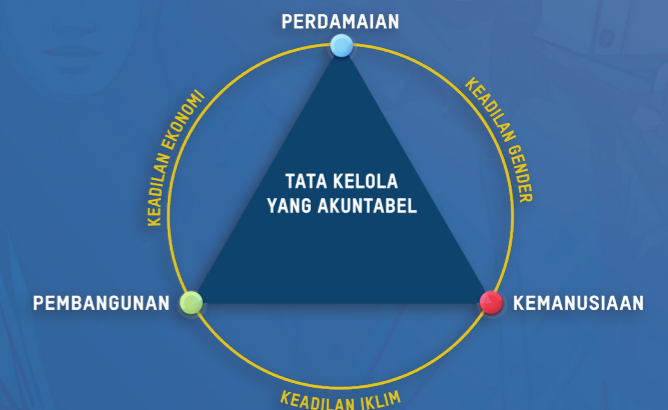 PERDAMAIAN
KEADILAN EKONOMI
KEADILAN GENDER
TATA KELOLA
YANG AKUNTABEL
PEMBANGUNAN
KEMANUSIAAN
KEADILAN IKLIM